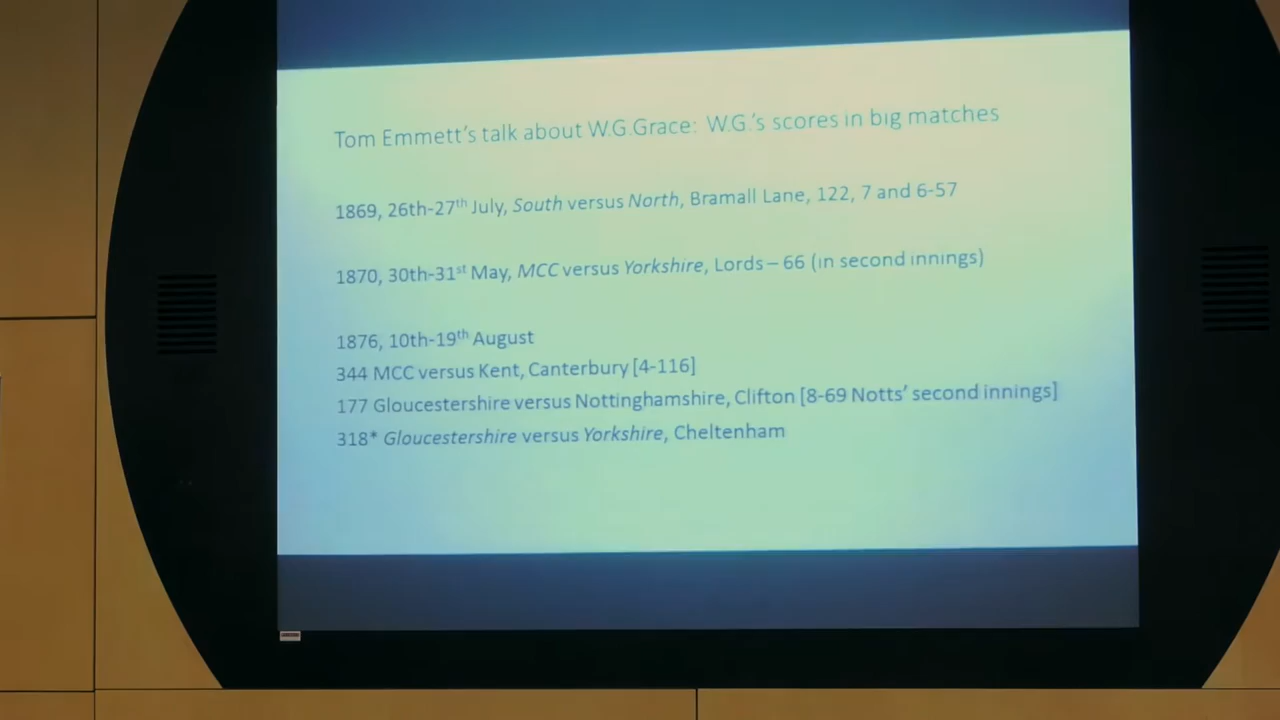 Tom Emmett's talk about W.G.Grace: W.G.'s scores in big matches
1869, 26th-27th July, South versus North, Bramall Lane, 122, 7 and 6-57
1870, 30th-31st May, MCC versus Yorkshire, Lords – 66 (in second innings)
1876, 10th-19th August
344 MCC versus Kent, Canterbury [4-116]
177 Gloucestershire versus Nottinghamshire, Clifton [8-69 Notts' second innings]
318* Gloucestershire versus Yorkshire, Cheltenham